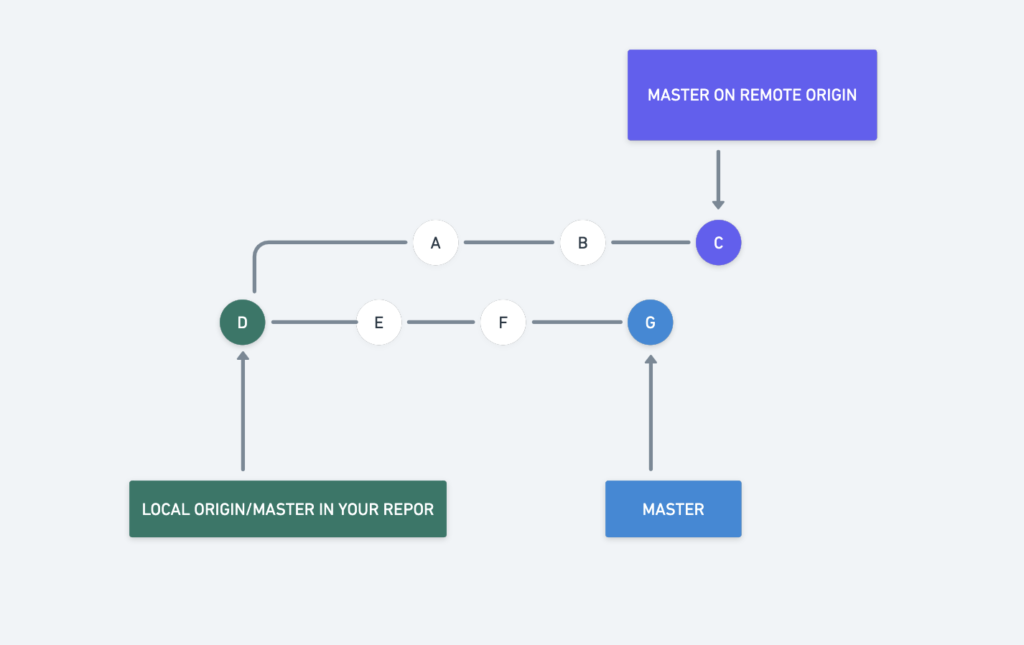 MASTER ON REMOTE ORIGIN
A
B
C
D
E
F
G
LOCAL ORIGIN/MASTER IN YOUR REPOR
MASTER